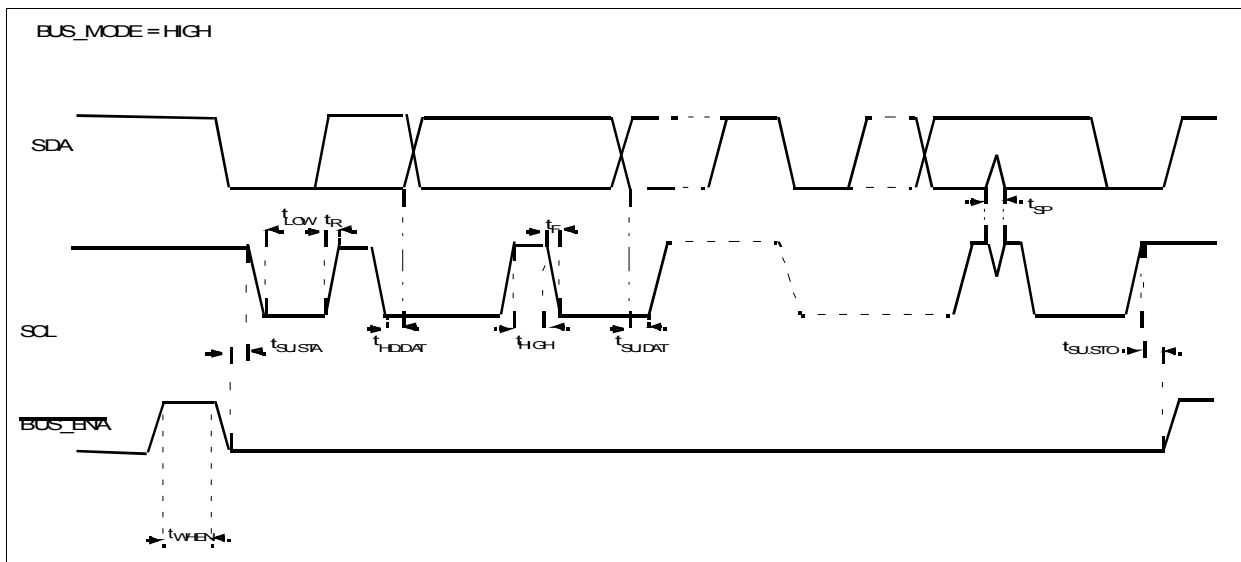 BUS_MODE = HIGH
SDA
tLOW tR
tF
tSP
SCL
tSU.STA
tHD.DAT
tHIGH
tSU.DAT
tSU.STO
BUS_ENA
tWHEN